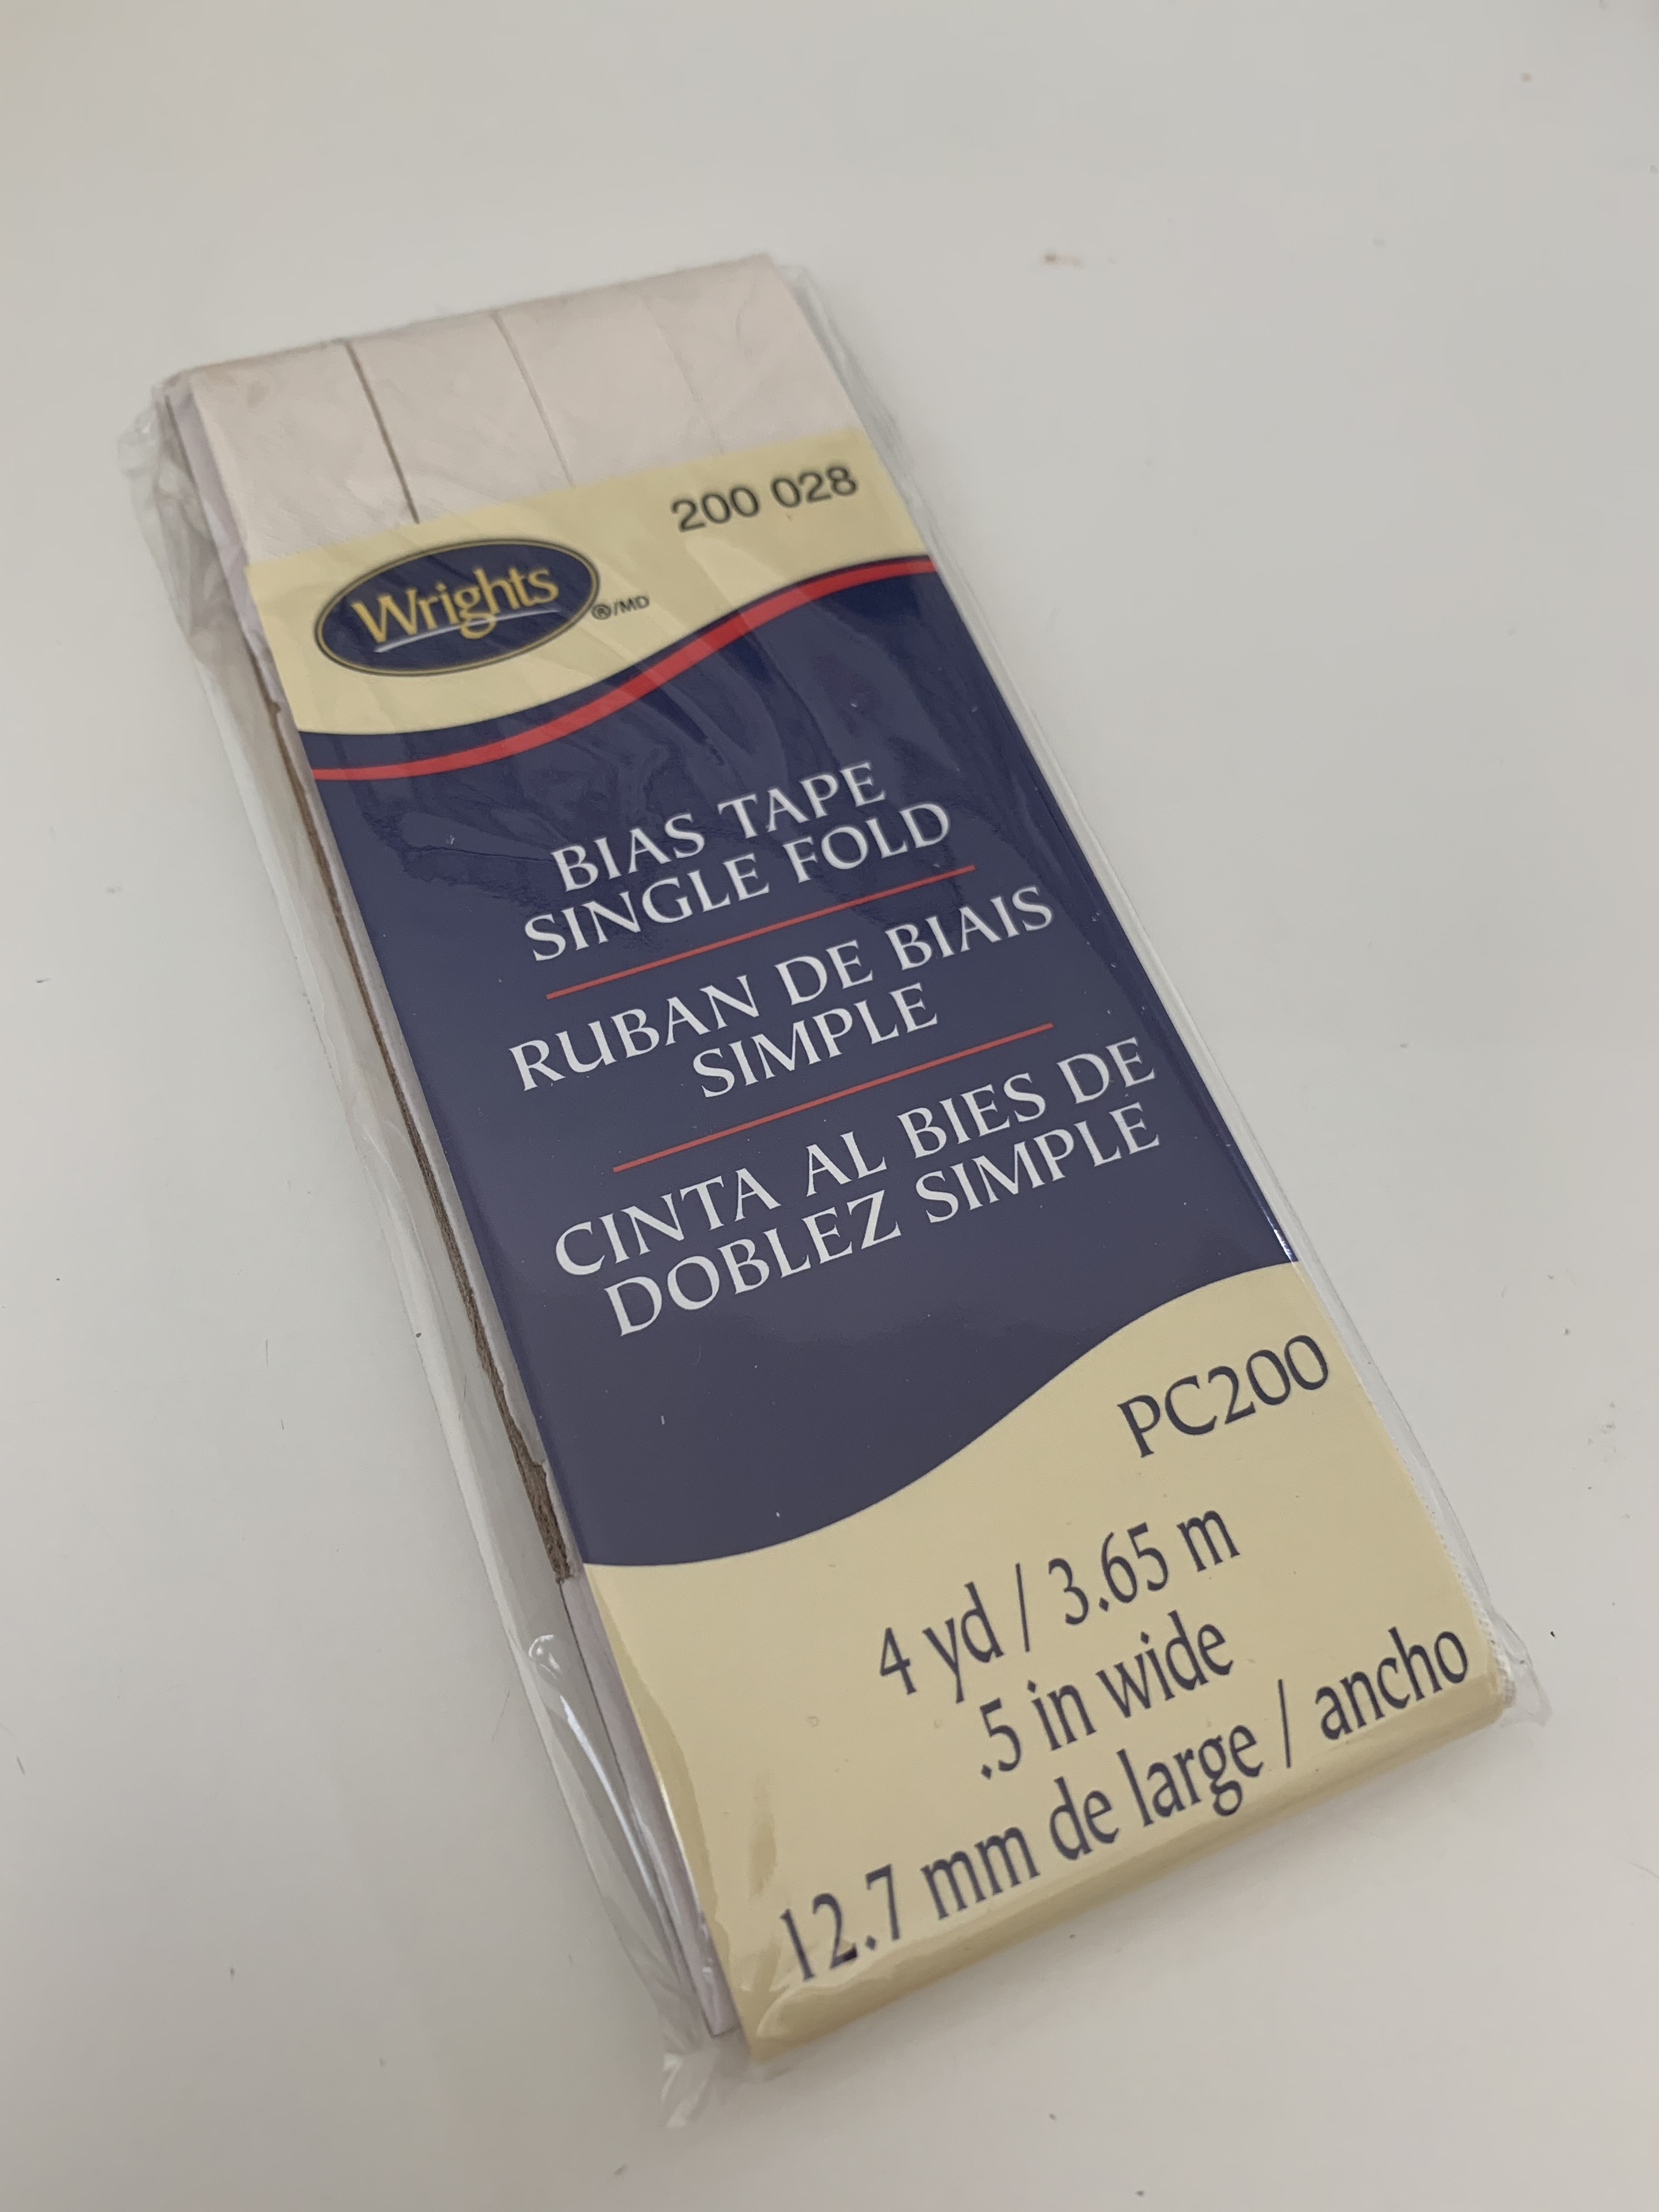 200 028
Wrights
®/MD
BIAS TAPE
SINGLE FOLD
RUBAN DE BIAIS
SIMPLE
CINTA AL BIES DE
DOBLEZ SIMPLE
PC200
4 yd / 3.65 m
.5 in wide
12.7 mm de large / ancho